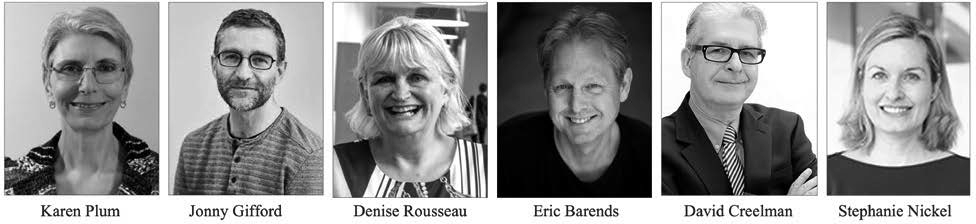 Karen Plum
Jonny Gifford
Denise Rousseau
Eric Barends
David Creelman
Stephanie Nickel